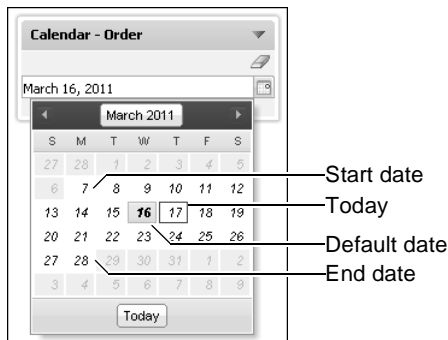 Calendar - Order
March 16, 2011
March 2011
S M T W T F S
27 28 1 2 3 4 5
6 7 8 9 10 11 12
13 14 15 16 17 18 19
20 21 22 23 24 25 26
27 28 29 30 31 1 2
3 4 5 6 7 8 9
Today
Start date
Today
Default date
End date